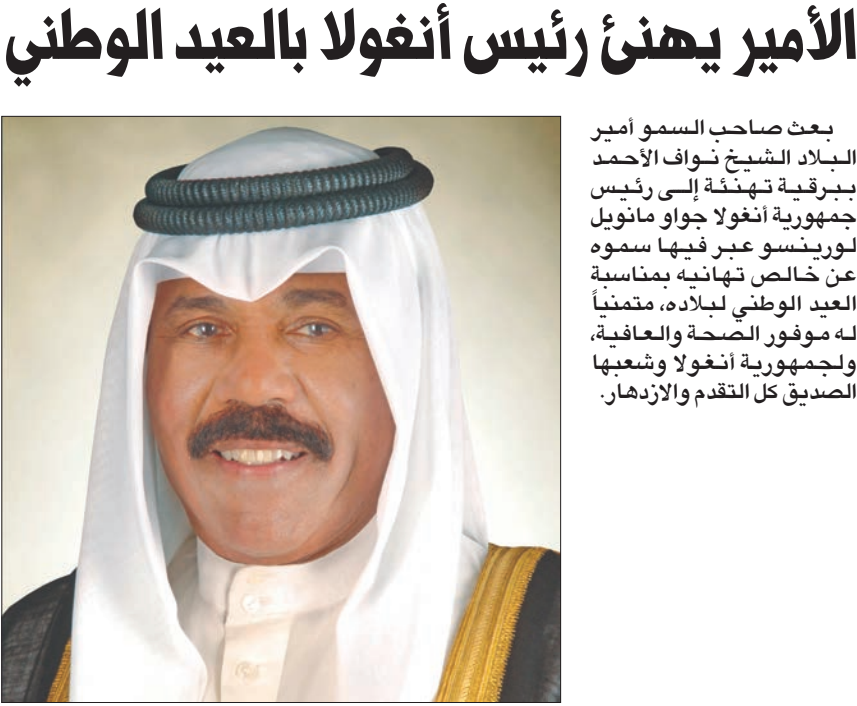 الأمير يهنئ رئيس أنغولا بالعيد الوطني
بعث صاحب السمو أمير
البلاد الشيخ نواف الأحمد
ببرقية تهنئة إلى رئيس
جمهورية أنغولا جواو مانويل
لورينسو عبر فيها سموه
عن خالص تهانيه بمناسبة
العيد الوطني لبلاده، متمنياً
له موفور الصحة والعافية،
ولجمهورية أنغولا وشعبها
الصديق كل التقدم والازدهار.